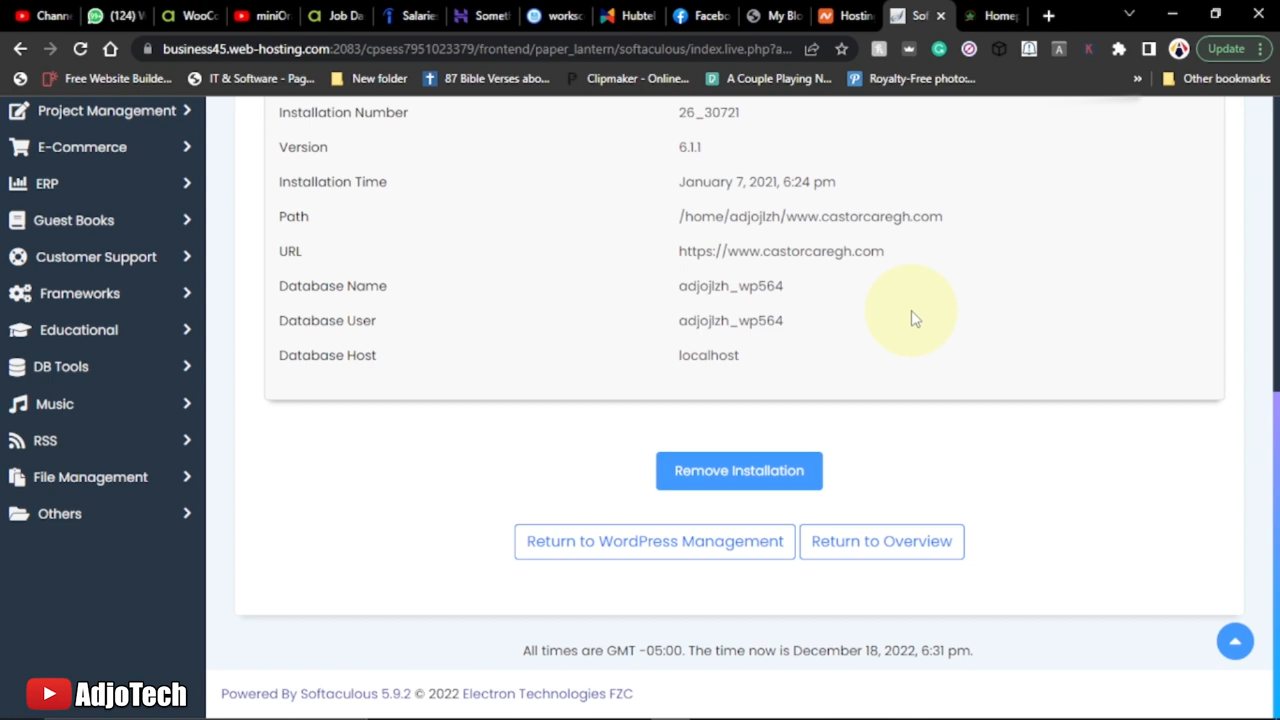 Channe
(124) W
WooCo
miniOr
Job Da
Salarie
Someth
worksc
Hubtel
Facebo
My Blo
Hostin
Sof
Home
business45.web-hosting.com:2083/cpsess7951023379/frontend/paper_lantern/softaculous/index.live.php?a...
Update
Free Website Builde...
IT & Software - Pag...
New folder
87 Bible Verses abo...
Clipmaker - Online...
A Couple Playing N...
Royalty-Free photo:...
»
Other bookmarks
Project Management
E-Commerce
ERP
Guest Books
Customer Support
Frameworks
Educational
DB Tools
Music
RSS
File Management
Others
Installation Number 26_30721
Version 6.1.1
Installation Time January 7, 2021, 6:24 pm
Path /home/adjojlzh/www.castorcaregh.com
URL https://www.castorcaregh.com
Database Name adjojlzh_wp564
Database User adjojlzh_wp564
Database Host localhost
Remove Installation
Return to WordPress Management
Return to Overview
All times are GMT -05:00. The time now is December 18, 2022, 6:31 pm.
Powered By Softaculous 5.9.2 © 2022 Electron Technologies FZC
AdjoTech